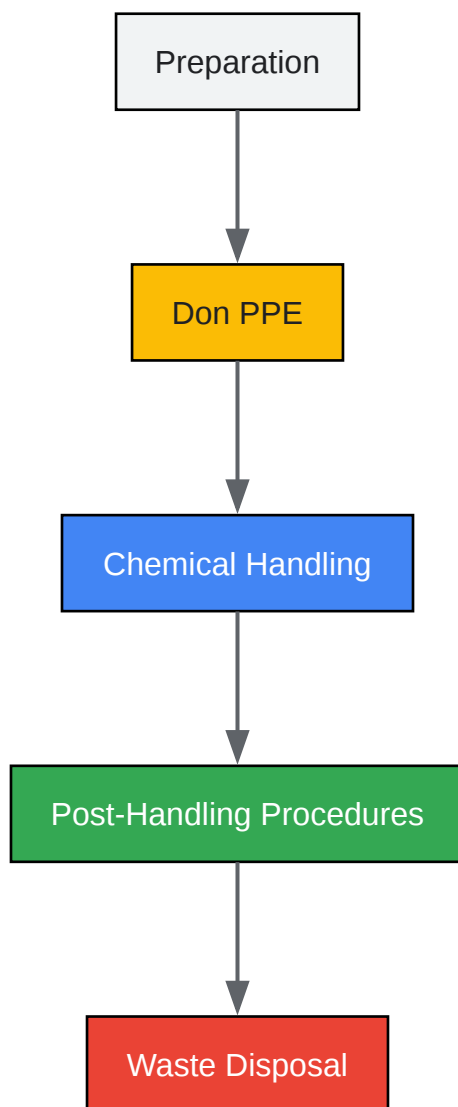 Preparation
Don PPE
Chemical Handling
Post-Handling Procedures
Waste Disposal